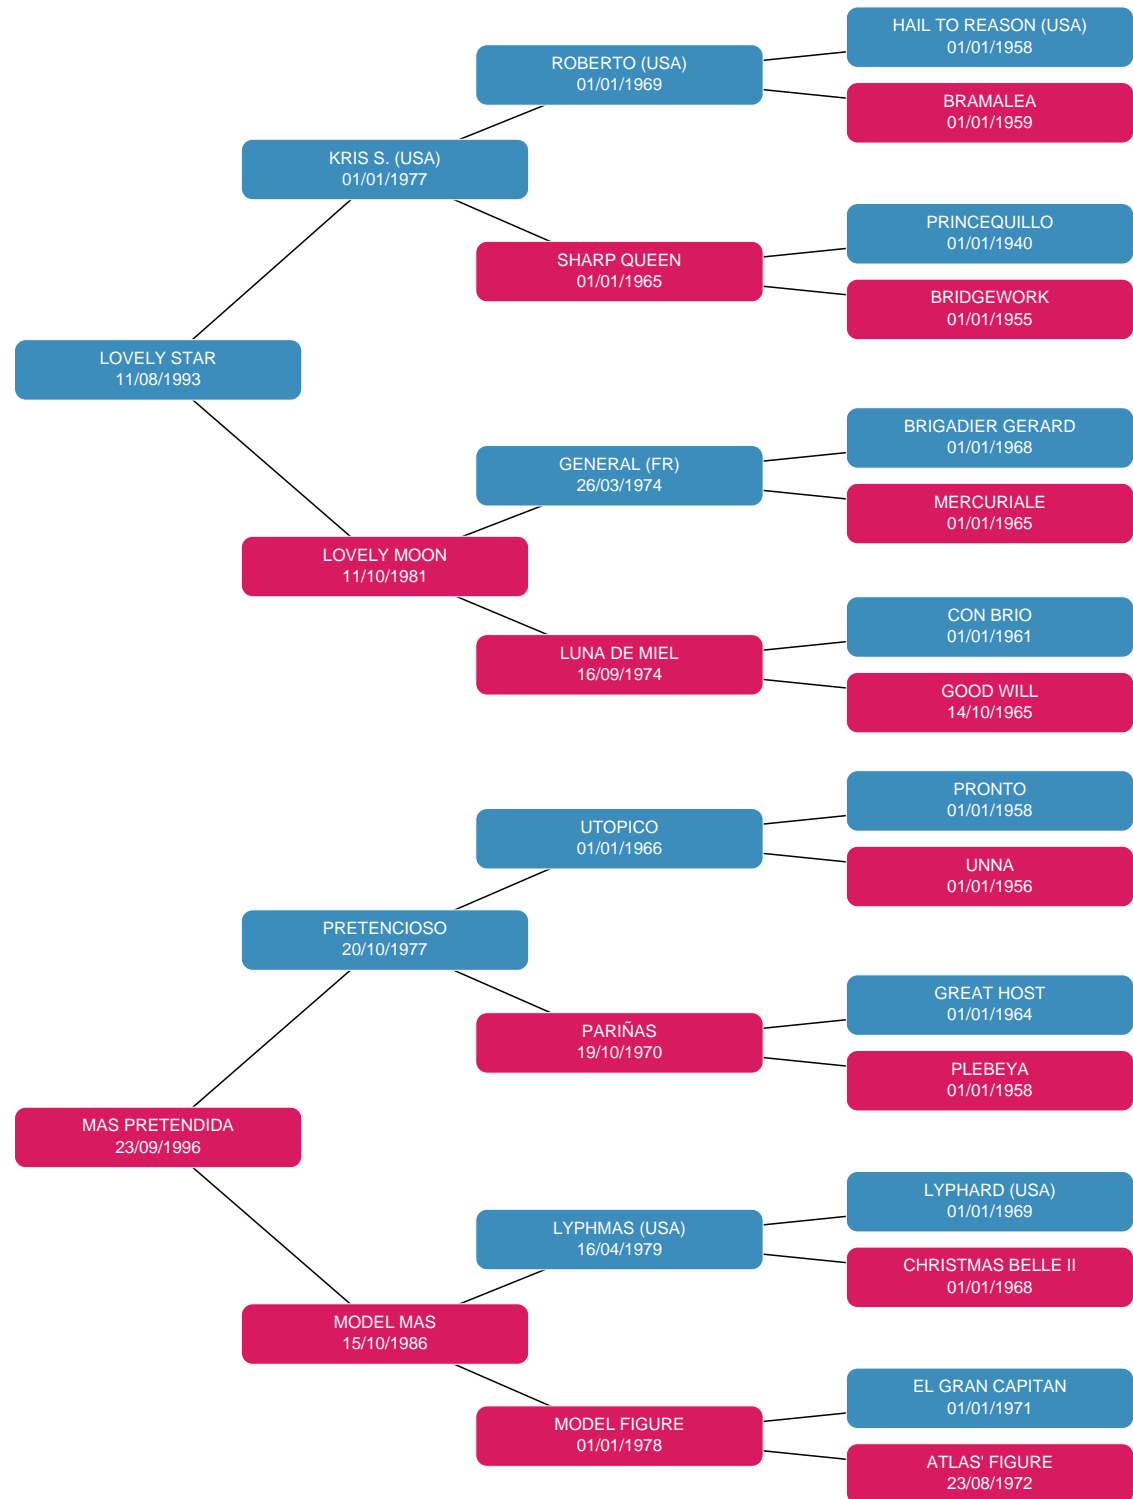 HAIL TO REASON (USA)
01/01/1958
ROBERTO (USA)
01/01/1969
BRAMALEA
01/01/1959
KRIS S. (USA)
01/01/1977
PRINCEQUILLO
01/01/1940
SHARP QUEEN
01/01/1965
BRIDGEWORK
01/01/1955
LOVELY STAR
11/08/1993
BRIGADIER GERARD
01/01/1968
GENERAL (FR)
26/03/1974
MERCURIALE
01/01/1965
LOVELY MOON
11/10/1981
CON BRIO
01/01/1961
LUNA DE MIEL
16/09/1974
GOOD WILL
14/10/1965
PRONTO
01/01/1958
UTOPICO
01/01/1966
UNNA
01/01/1956
PRETENCIOSO
20/10/1977
GREAT HOST
01/01/1964
PARIÑAS
19/10/1970
PLEBEYA
01/01/1958
MAS PRETENDIDA
23/09/1996
LYPHARD (USA)
01/01/1969
LYPHMAS (USA)
16/04/1979
CHRISTMAS BELLE II
01/01/1968
MODEL MAS
15/10/1986
EL GRAN CAPITAN
01/01/1971
MODEL FIGURE
01/01/1978
ATLAS' FIGURE
23/08/1972